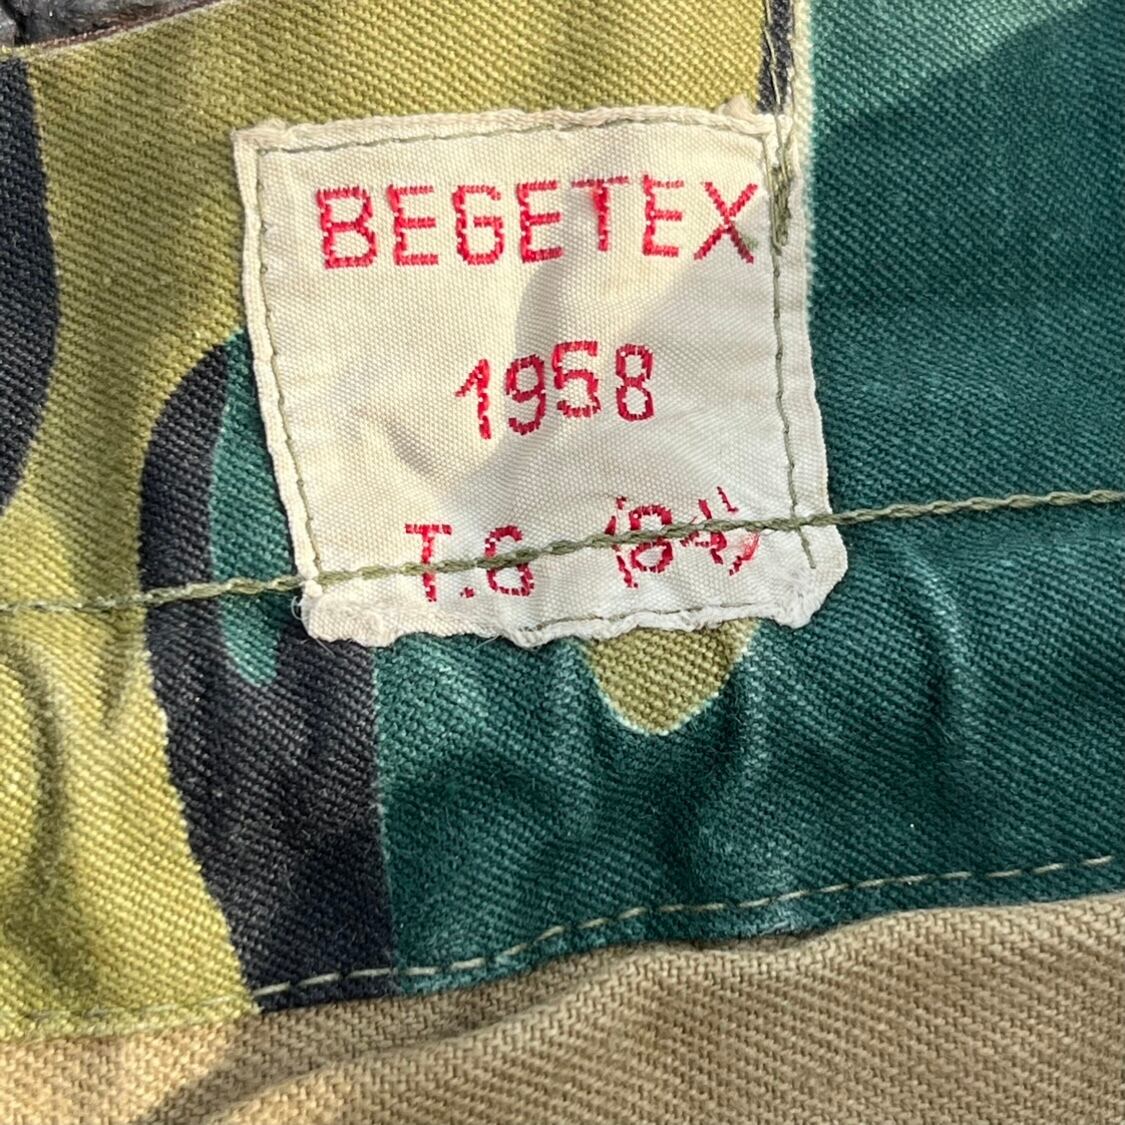 BEGETEX
1958
T.6 (84)